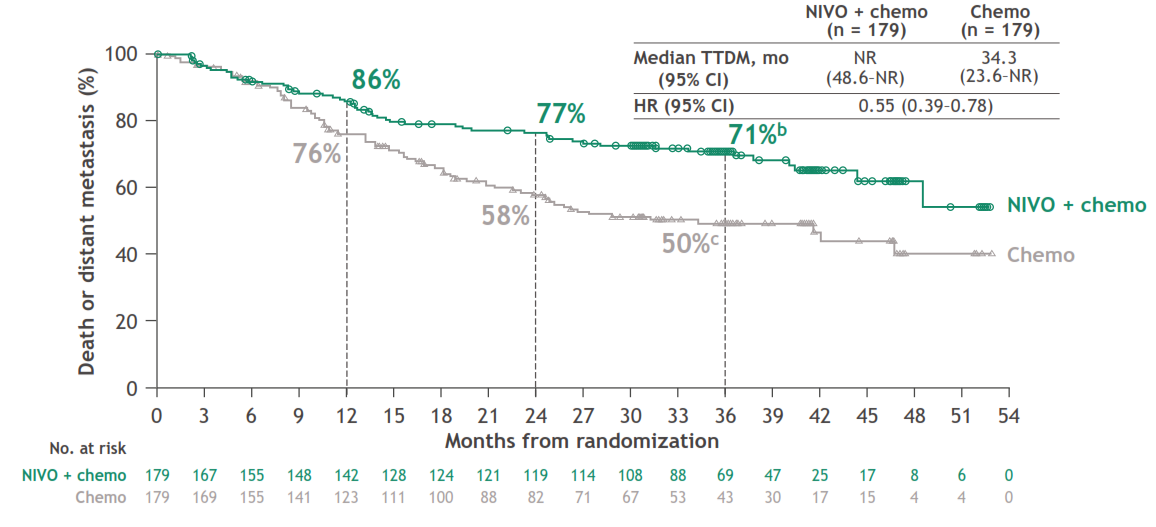 NIVO + chemo Chemo
(n = 179) (n = 179)
Median TTDM, mo NR 34.3
(95% CI) (48.6-NR) (23.6-NR)
HR (95% CI) 0.55 (0.39-0.78)
Death or distant metastasis (%)
100
80
60
40
20
0
86%
77%
71%b
76%
58%
50%c
NIVO + chemo
Chemo
0 3 6 9 12 15 18 21 24 27 30 33 36 39 42 45 48 51 54
Months from randomization
No. at risk
NIVO + chemo 179 167 155 148 142 128 124 121 119 114 108 88 69 47 25 17 8 6 0
Chemo 179 169 155 141 123 111 100 88 82 71 67 53 43 30 17 15 4 4 0